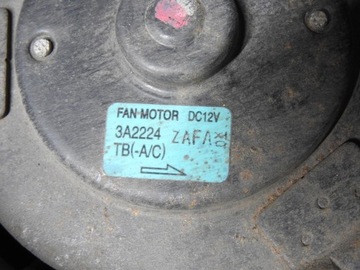 FAN MOTOR DC12V
3A2224 ZAFA
TB(-A/C)